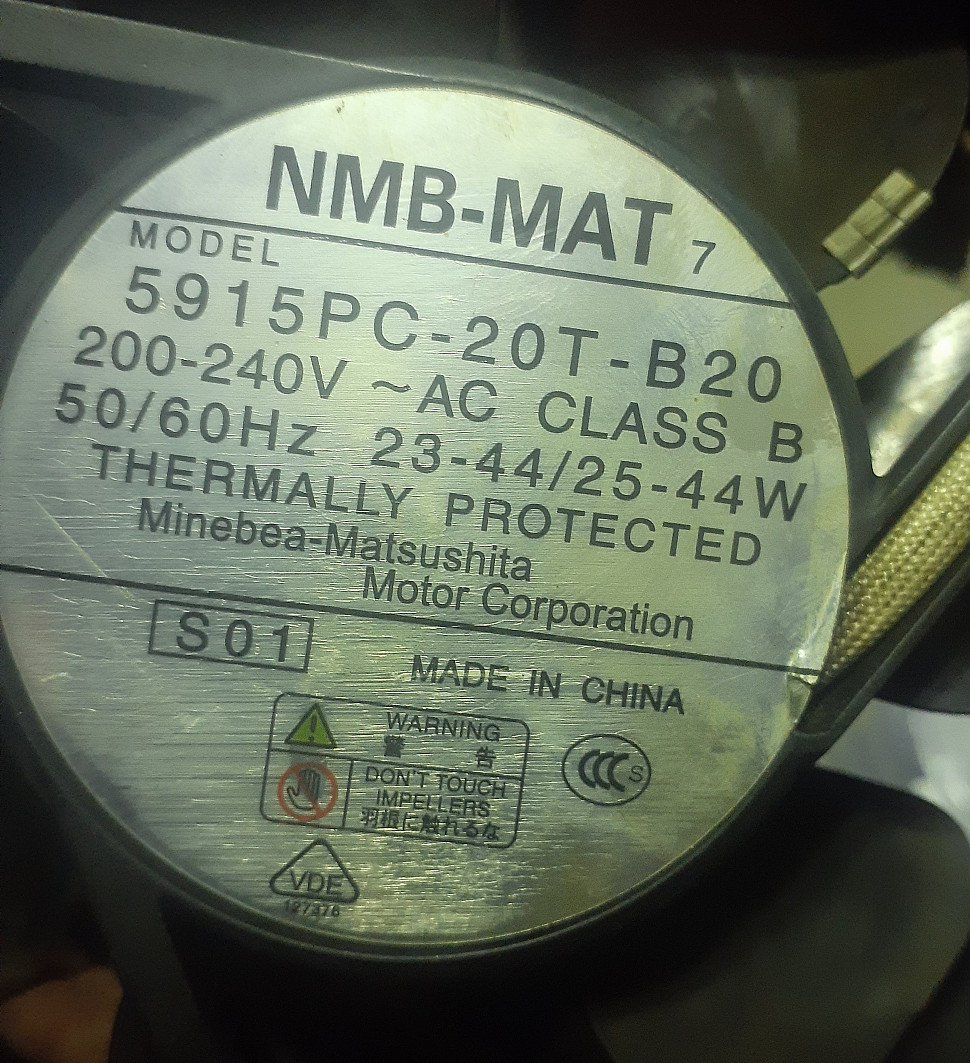 NMB-MAT 7
MODEL
5915PC-20T-B20
200-240V ~AC CLASS B
50/60Hz 23-44/25-44W
THERMALLY PROTECTED
Minebea-Matsushita
Motor Corporation
S01
MADE IN CHINA
WARNING
警 告
DON'T TOUCH
IMPELLERS
羽根に触れるな
CCC S
VDE
127376